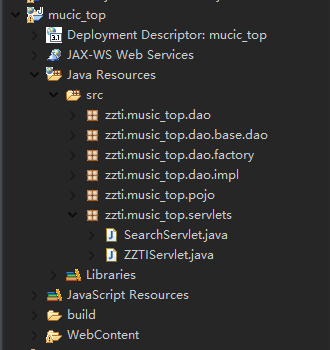 mucic_top
Deployment Descriptor: mucic_top
JAX-WS Web Services
Java Resources
src
zzti.music_top.dao
zzti.music_top.dao.base.dao
zzti.music_top.dao.factory
zzti.music_top.dao.impl
zzti.music_top.pojo
zzti.music_top.servlets
SearchServlet.java
ZZTIServlet.java
Libraries
JavaScript Resources
build
WebContent